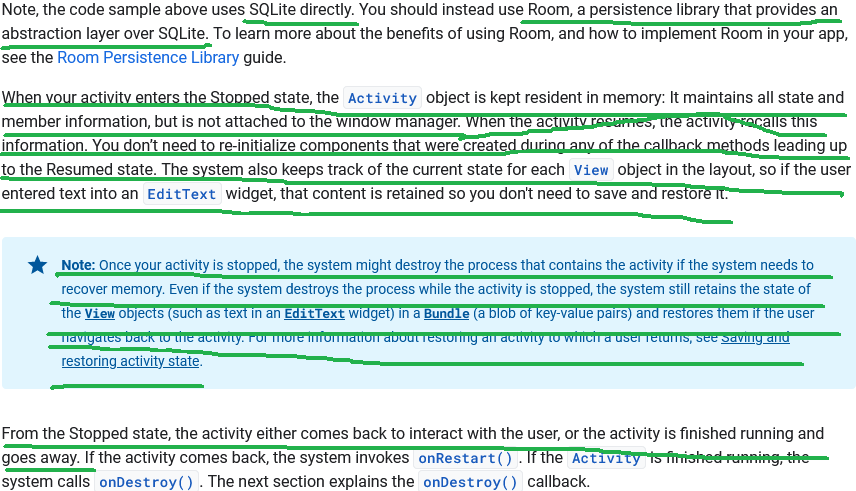 Note, the code sample above uses SQLite directly. You should instead use Room, a persistence library that provides an
abstraction layer over SQLite. To learn more about the benefits of using Room, and how to implement Room in your app,
see the Room Persistence Library guide.
When your activity enters the Stopped state, the Activity object is kept resident in memory: It maintains all state and
member information, but is not attached to the window manager. When the activity resumes, the activity recalls this
information. You don’t need to re-initialize components that were created during any of the callback methods leading up
to the Resumed state. The system also keeps track of the current state for each View object in the layout, so if the user
entered text into an EditText widget, that content is retained so you don't need to save and restore it.
Note: Once your activity is stopped, the system might destroy the process that contains the activity if the system needs to
recover memory. Even if the system destroys the process while the activity is stopped, the system still retains the state of
the View objects (such as text in an EditText widget) in a Bundle (a blob of key-value pairs) and restores them if the user
navigates back to the activity. For more information about restoring an activity to which a user returns, see Saving and
restoring activity state.
From the Stopped state, the activity either comes back to interact with the user, or the activity is finished running and
goes away. If the activity comes back, the system invokes onRestart(). If the Activity is finished running, the
system calls onDestroy(). The next section explains the onDestroy() callback.